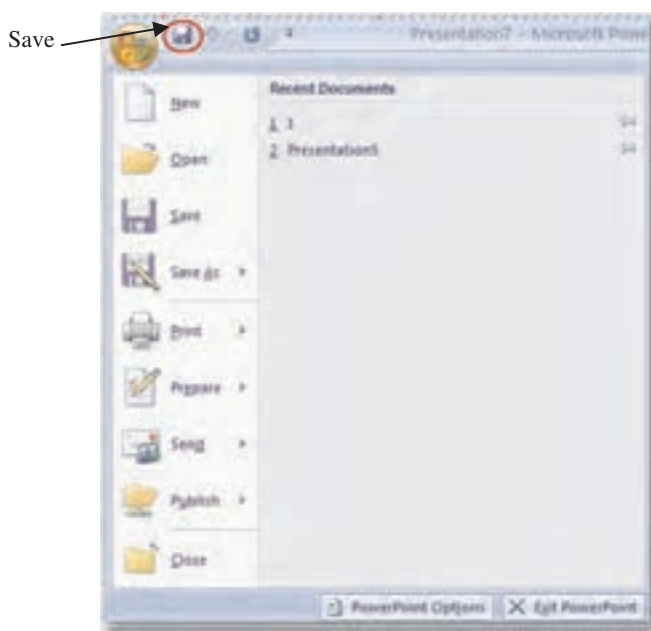 Save
Presentation7 - Microsoft Powe
New
Open
Save
Save As
Print
Prepare
Send
Publish
Close
Recent Documents
1 1
2 Presentation5
PowerPoint Options
Exit PowerPoint